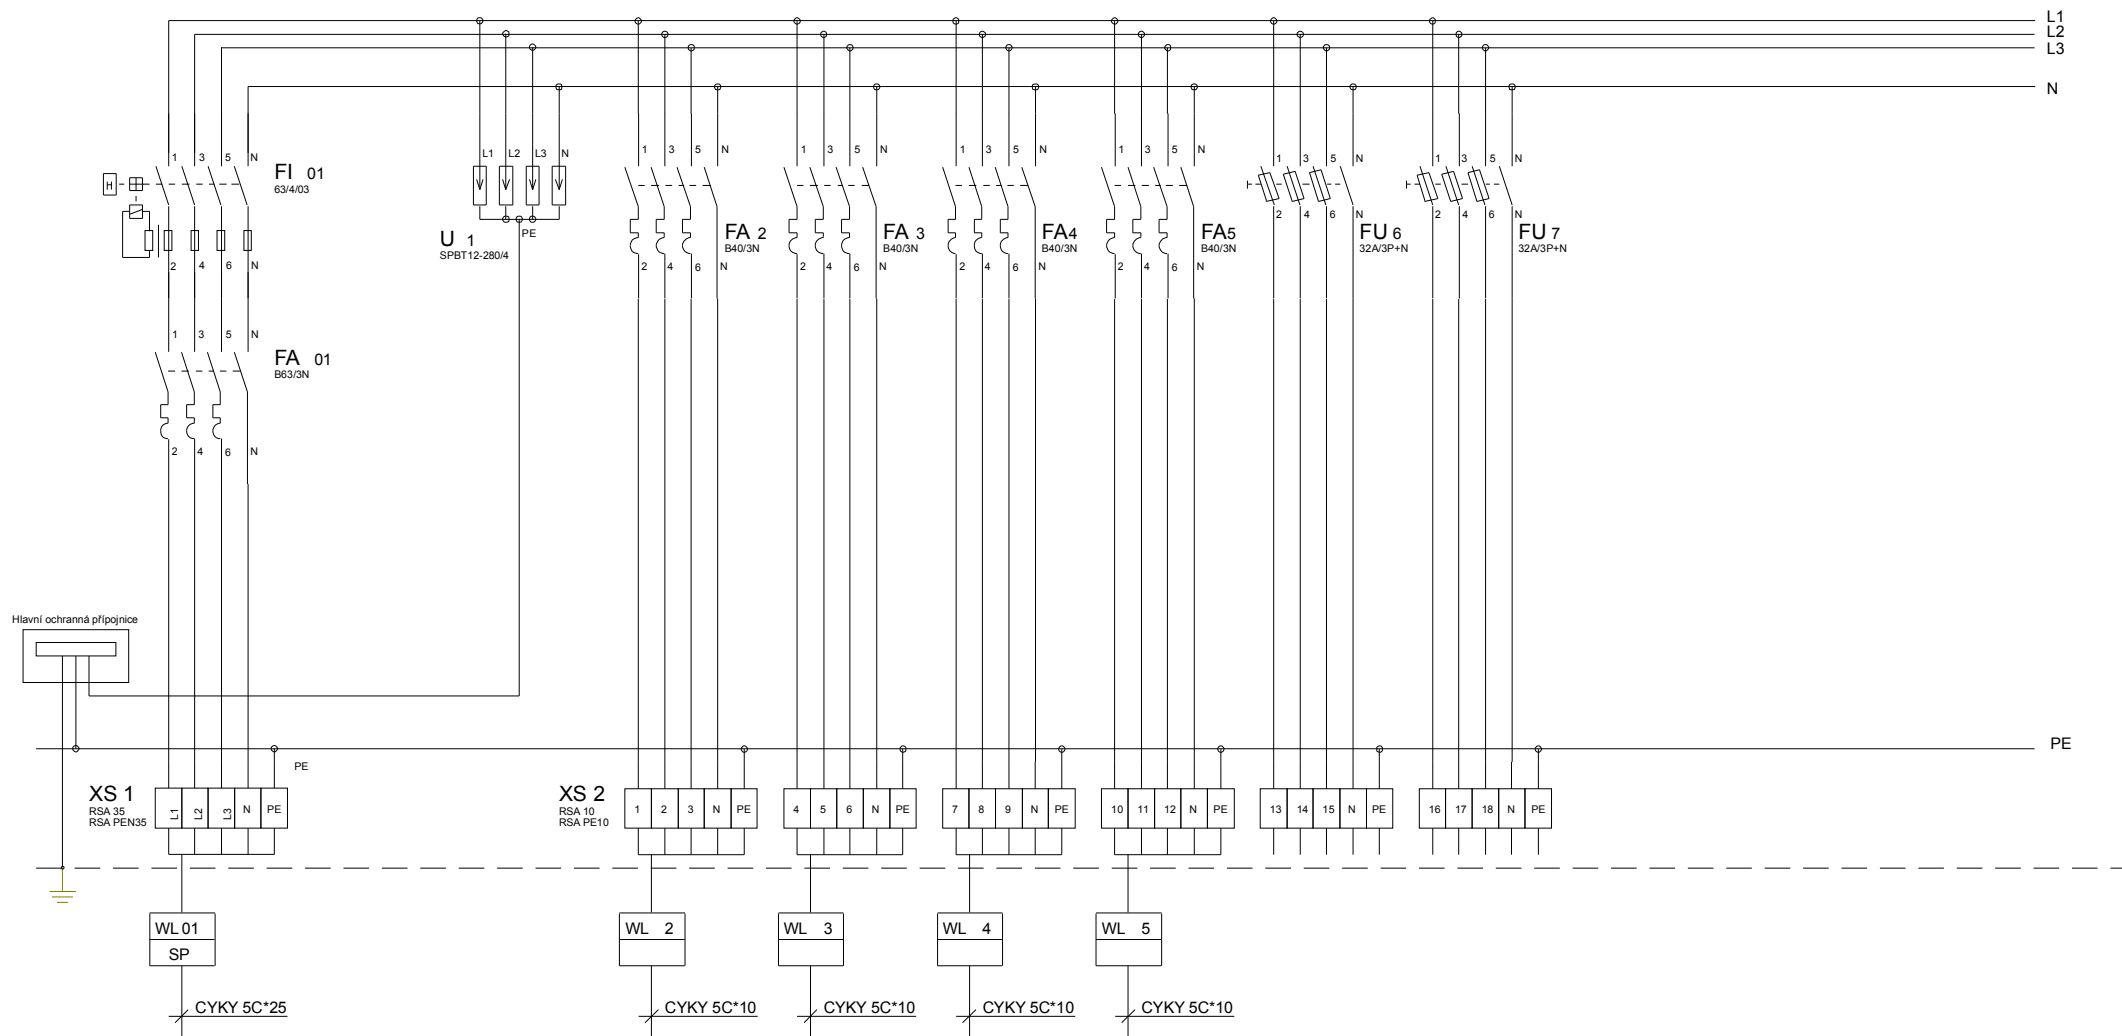 L1
L2
L3
N
1 3 5 N
FI 01
63/4/03
H
2 4 6 N
L1 L2 L3 N
PE
U 1
SPBT12-280/4
1 3 5 N
FA 2
B40/3N
2 4 6 N
1 3 5 N
FA 3
B40/3N
2 4 6 N
1 3 5 N
FA4
B40/3N
2 4 6 N
1 3 5 N
FA5
B40/3N
2 4 6 N
1 3 5 N
2 4 6 N
FU 6
32A/3P+N
1 3 5 N
2 4 6 N
FU 7
32A/3P+N
1 3 5 N
FA 01
B63/3N
2 4 6 N
Hlavní ochranná přípojnice
PE
PE
XS 1
RSA 35
RSA PEN35
L1 L2 L3 N PE
XS 2
RSA 10
RSA PE10
1 2 3 N PE
4 5 6 N PE
7 8 9 N PE
10 11 12 N PE
13 14 15 N PE
16 17 18 N PE
WL 01
SP
WL 2
WL 3
WL 4
WL 5
CYKY 5C*25
CYKY 5C*10
CYKY 5C*10
CYKY 5C*10
CYKY 5C*10